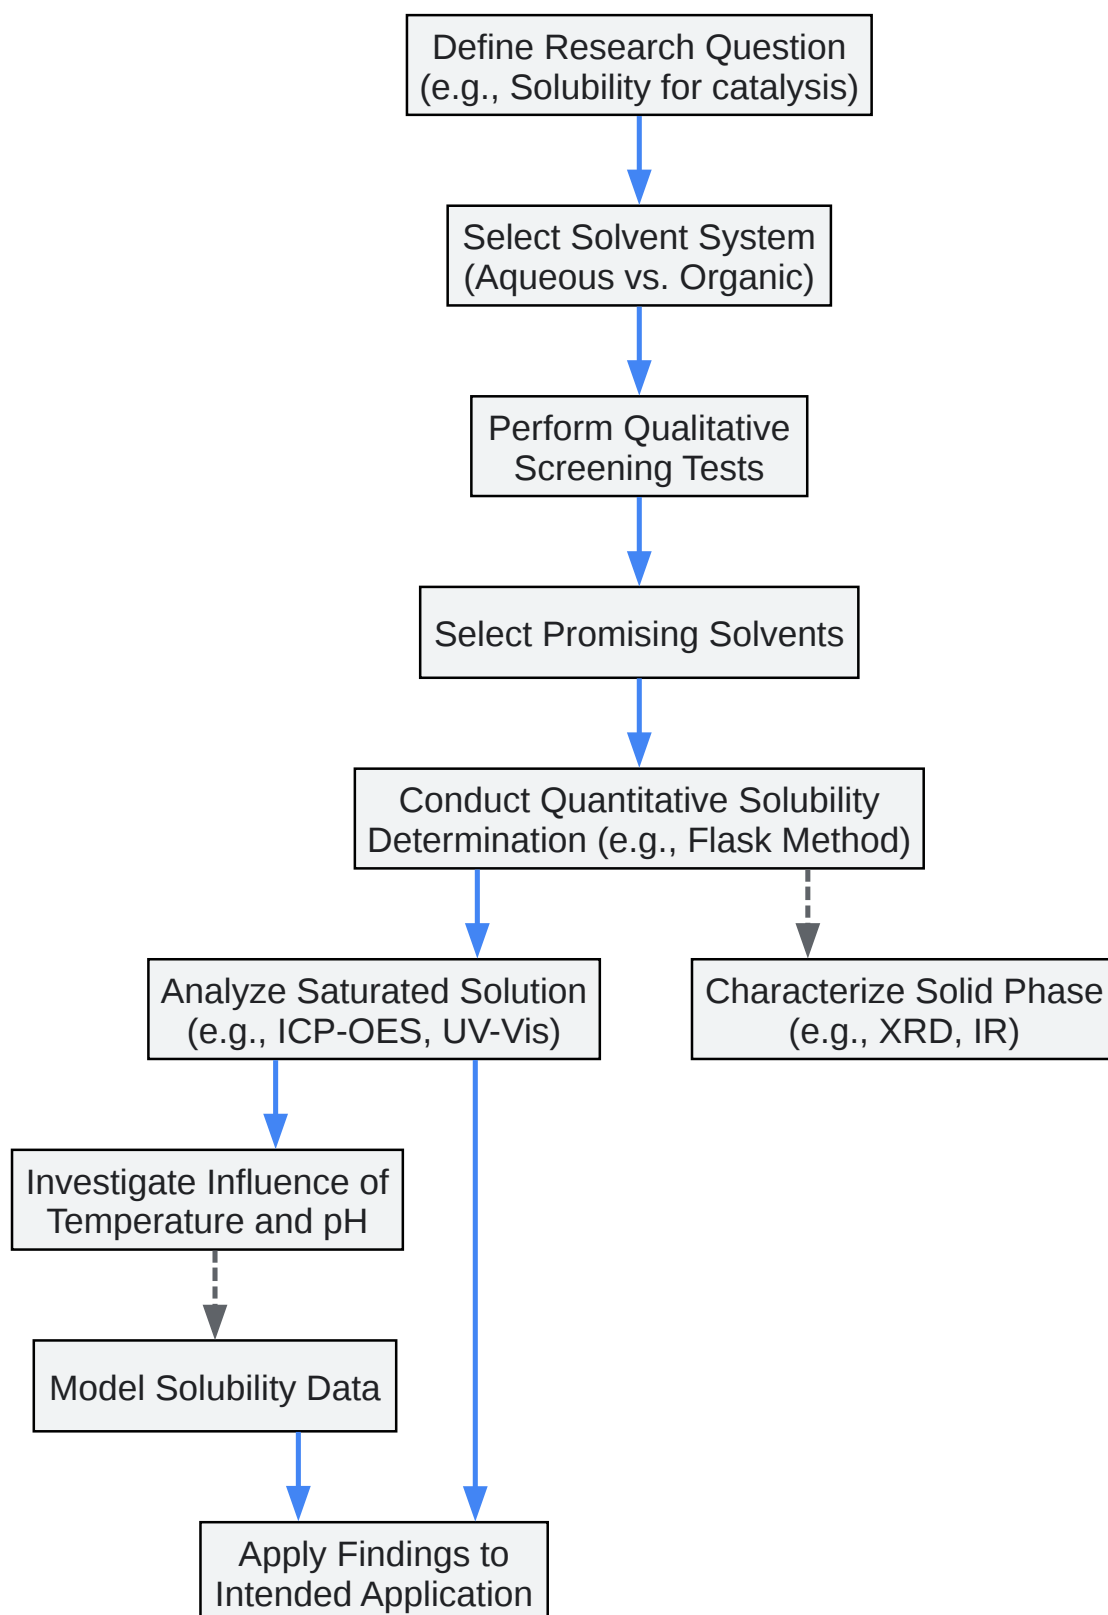 Define Research Question
(e.g., Solubility for catalysis)
Select Solvent System
(Aqueous vs. Organic)
Perform Qualitative
Screening Tests
Select Promising Solvents
Conduct Quantitative Solubility
Determination (e.g., Flask Method)
Analyze Saturated Solution
(e.g., ICP-OES, UV-Vis)
Characterize Solid Phase
(e.g., XRD, IR)
Investigate Influence of
Temperature and pH
Model Solubility Data
Apply Findings to
Intended Application